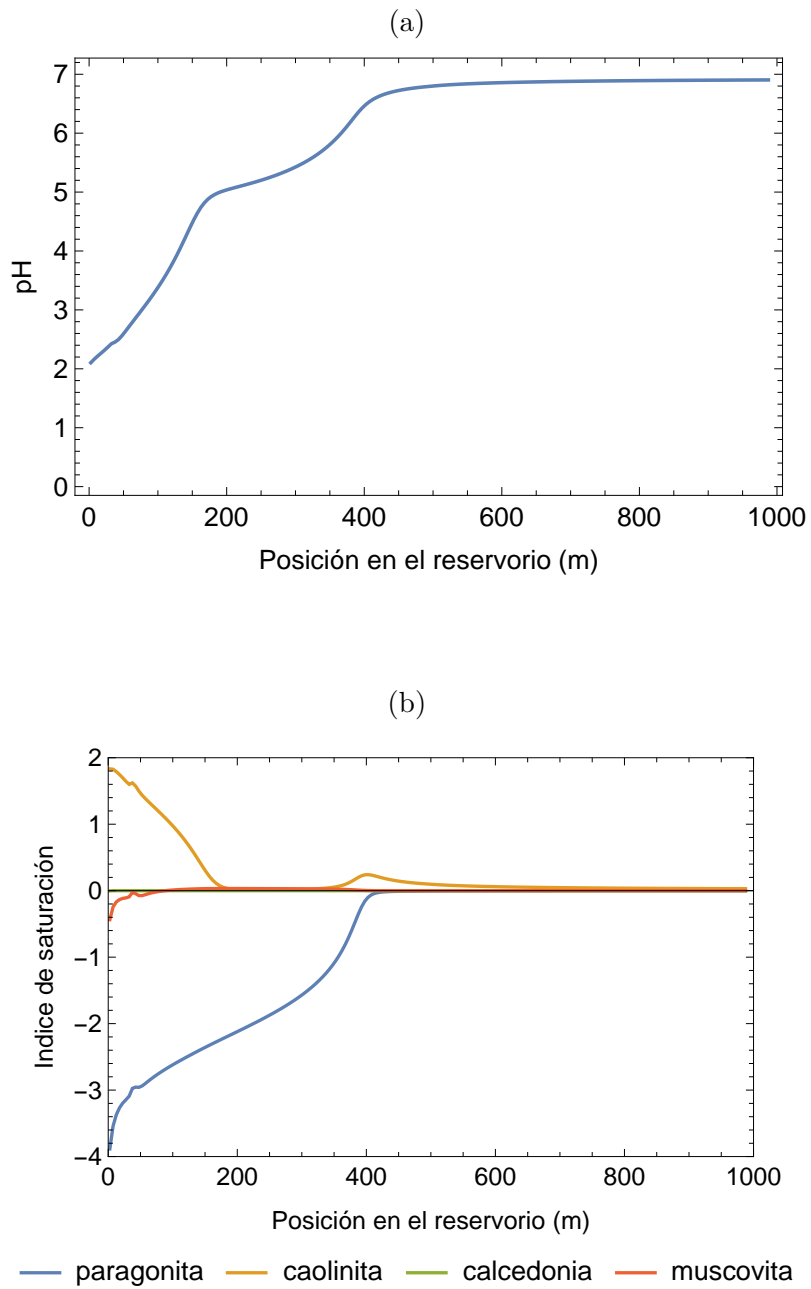 (a)
7
6
5
4
3
2
1
0
pH
0 200 400 600 800 1000
Posición en el reservorio (m)
(b)
2
1
0
−1
−2
−3
−4
Indice de saturación
0 200 400 600 800 1000
Posición en el reservorio (m)
paragonita caolinita calcedonia muscovita